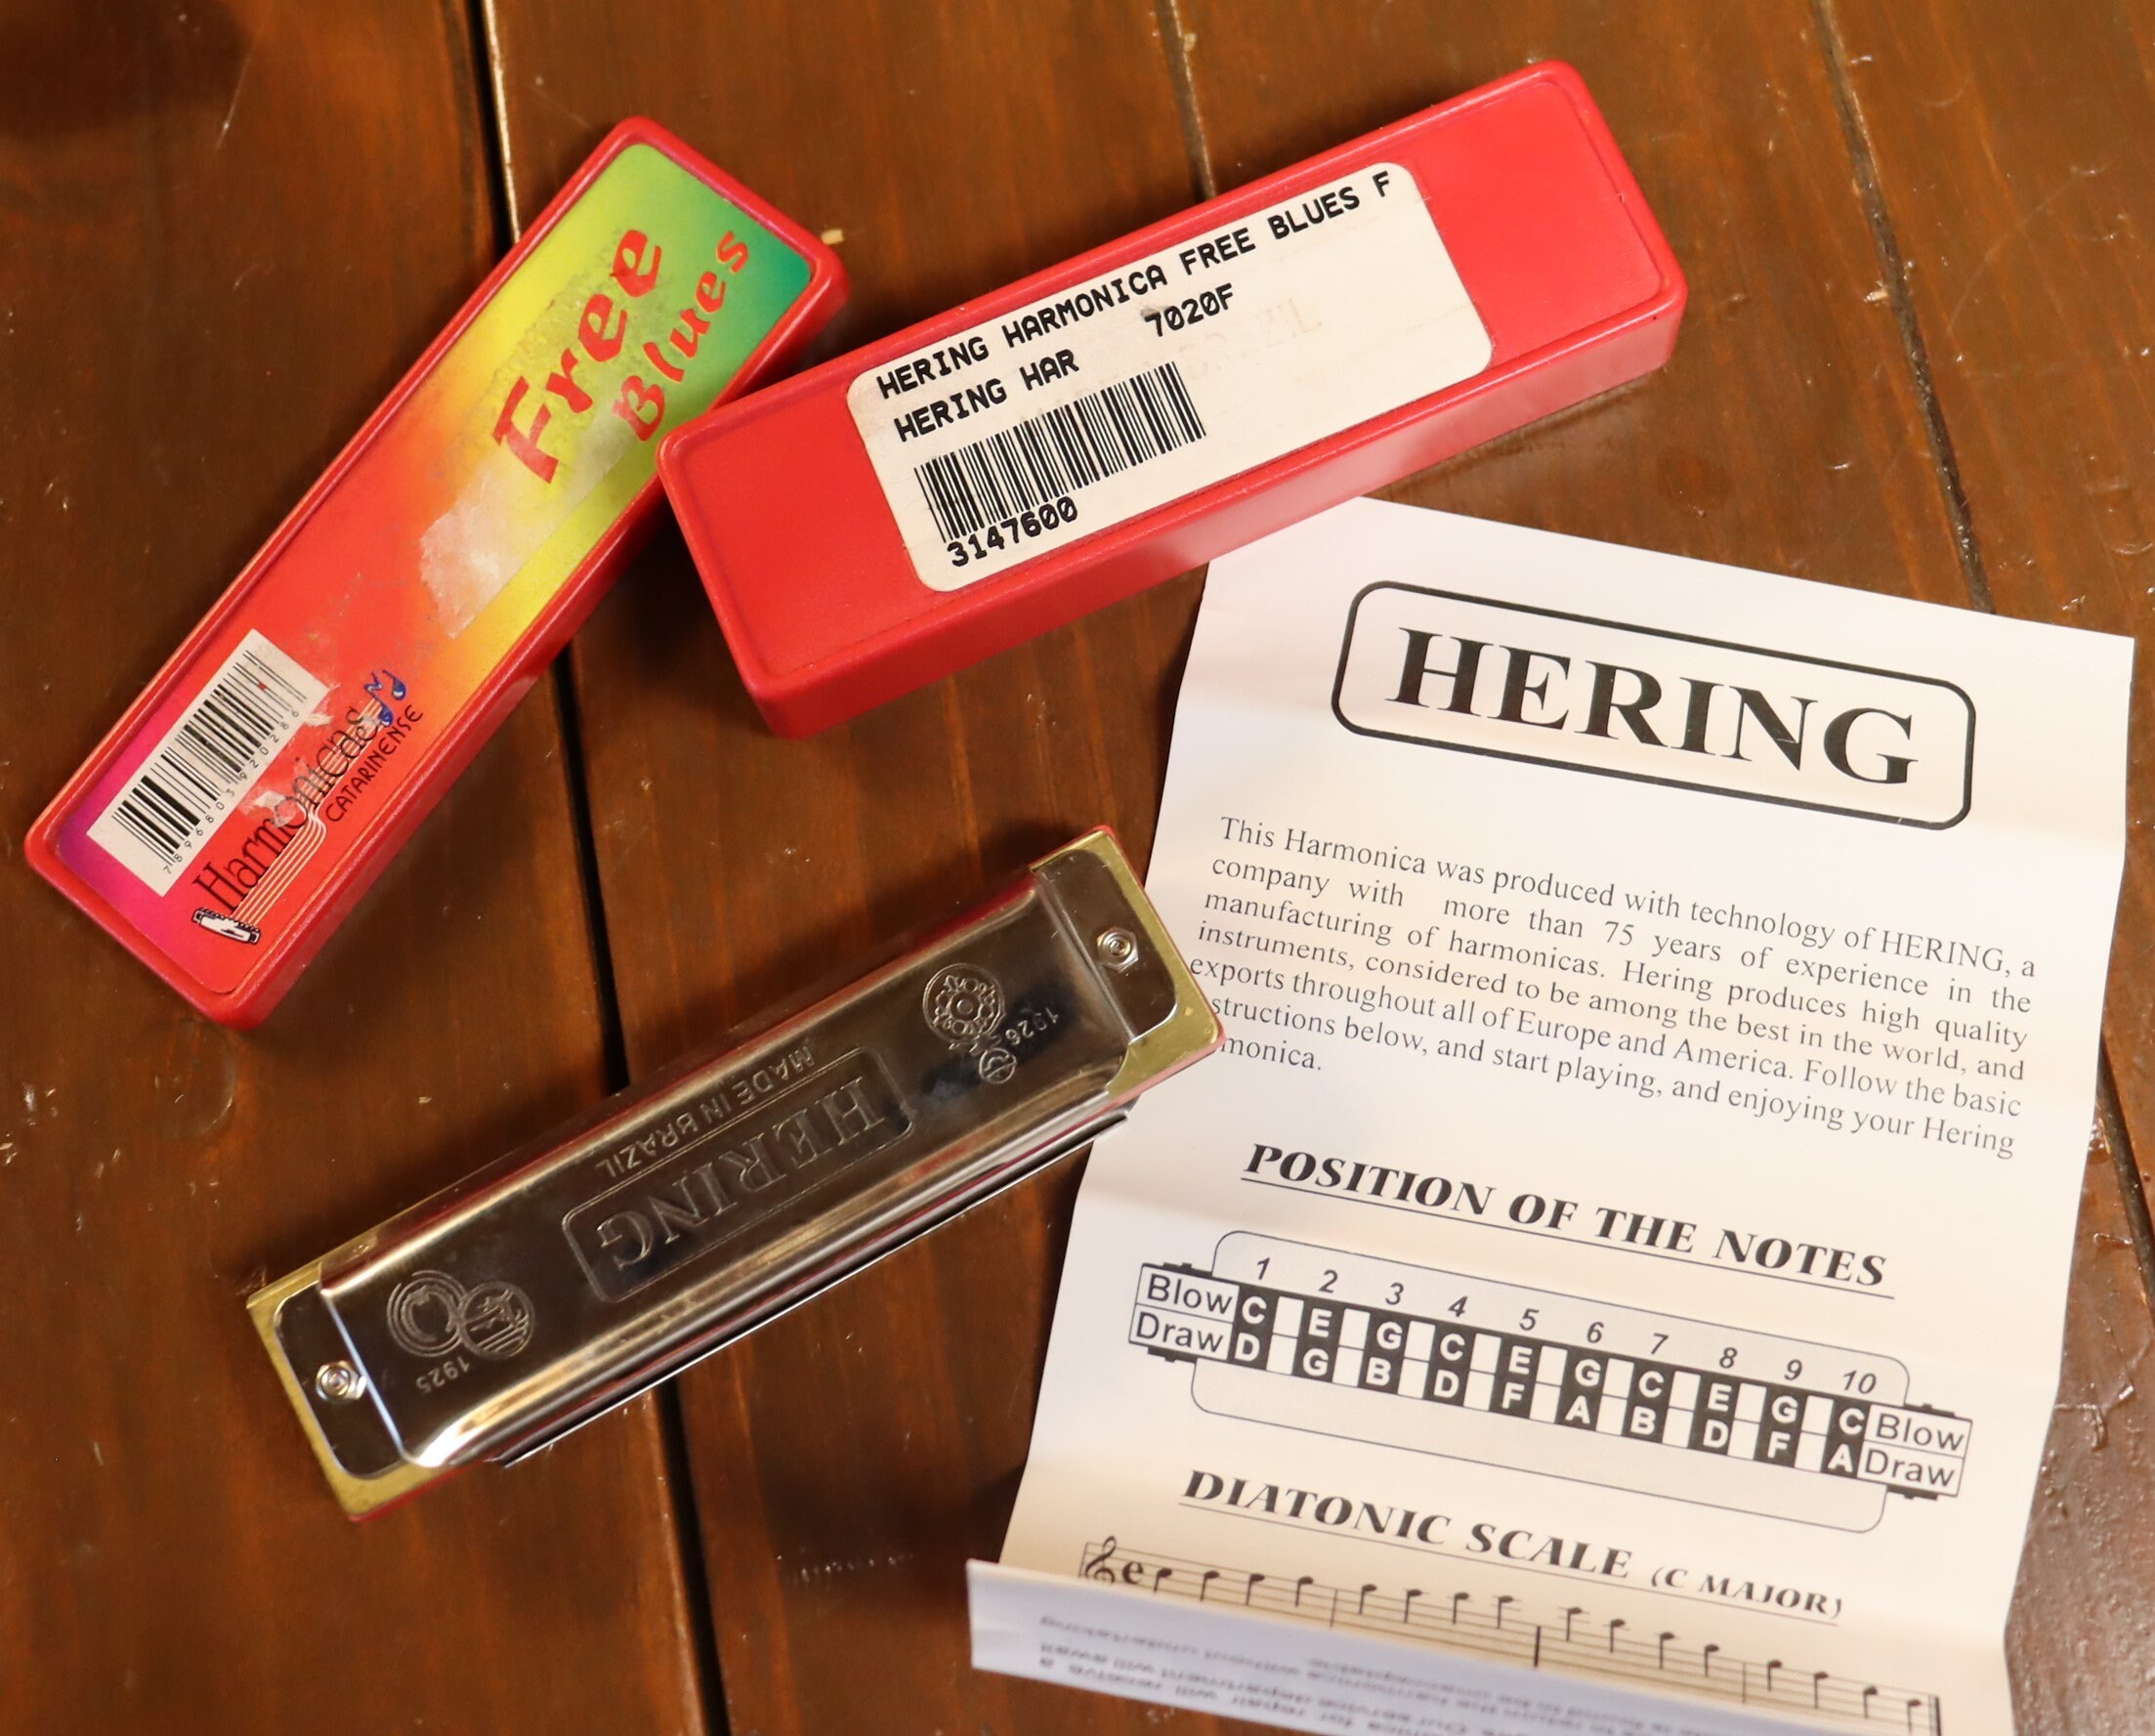 Free
Blues
7896803920286
Harmonicas
CATARINENSE
HERING HARMONICA FREE BLUES F
HERING HAR 7020F
3147600
HERING
MADE IN BRAZIL
1925
1926
HERING
This Harmonica was produced with technology of HERING, a
company with more than 75 years of experience in the
manufacturing of harmonicas. Hering produces high quality
instruments, considered to be among the best in the world, and
exports throughout all of Europe and America. Follow the basic
structions below, and start playing, and enjoying your Hering
monica.
POSITION OF THE NOTES
1 2 3 4 5 6 7 8 9 10
Blow C E G C E G C E G C Blow
Draw D G B D F A B D F A Draw
DIATONIC SCALE (C MAJOR)